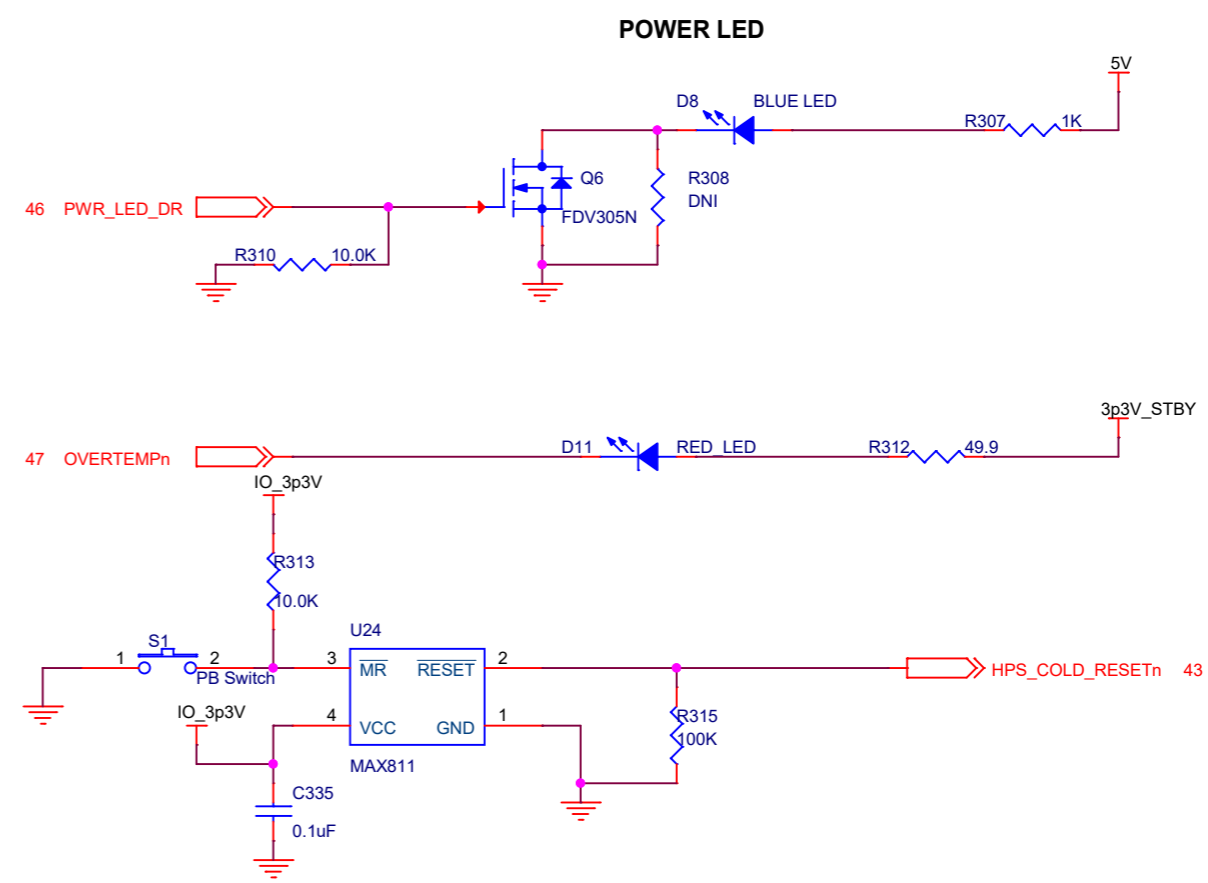 POWER LED
5V
D8 BLUE LED
R307 1K
Q6
R308
DNI
46 PWR_LED_DR
FDV305N
R310 10.0K
3p3V_STBY
D11 RED_LED R312 49.9
47 OVERTEMPn
IO_3p3V
R313
10.0K
U24
S1
1 2 3 MR RESET 2
PB Switch
HPS_COLD_RESETn 43
IO_3p3V
4 VCC GND 1
R315
100K
MAX811
C335
0.1uF